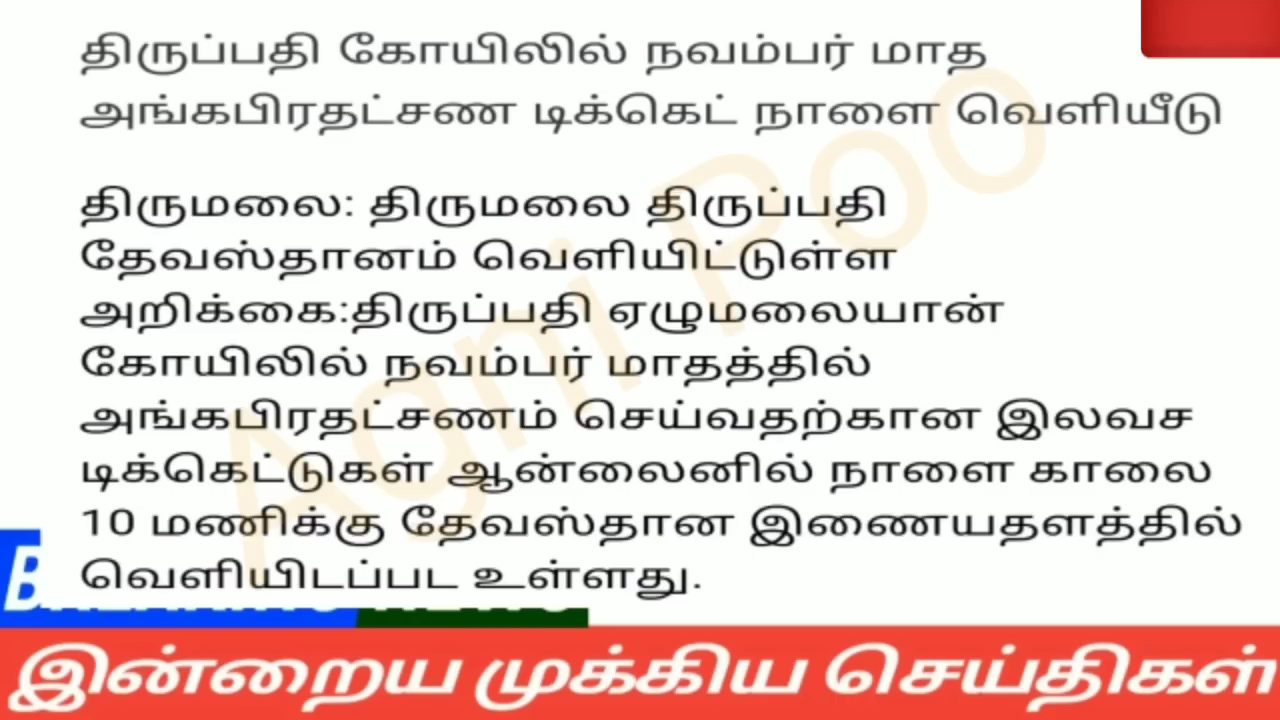 திருப்பதி கோயிலில் நவம்பர் மாத
அங்கபிரதட்சண டிக்கெட் நாளை வெளியீடு
திருமலை: திருமலை திருப்பதி
தேவஸ்தானம் வெளியிட்டுள்ள
அறிக்கை:திருப்பதி ஏழுமலையான்
கோயிலில் நவம்பர் மாதத்தில்
அங்கபிரதட்சணம் செய்வதற்கான இலவச
டிக்கெட்டுகள் ஆன்லைனில் நாளை காலை
10 மணிக்கு தேவஸ்தான இணையதளத்தில்
வெளியிடப்பட உள்ளது.
Agni Poo
இன்றைய முக்கிய செய்திகள்